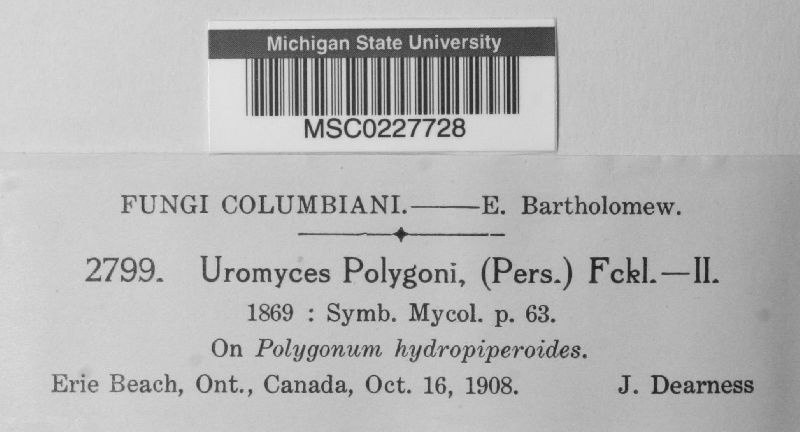 Michigan State University
MSC0227728
FUNGI COLUMBIANI.———E. Bartholomew.
2799. Uromyces Polygoni, (Pers.) Fckl.—II.
1869 : Symb. Mycol. p. 63.
On Polygonum hydropiperoides.
Erie Beach, Ont., Canada, Oct. 16, 1908. J. Dearness